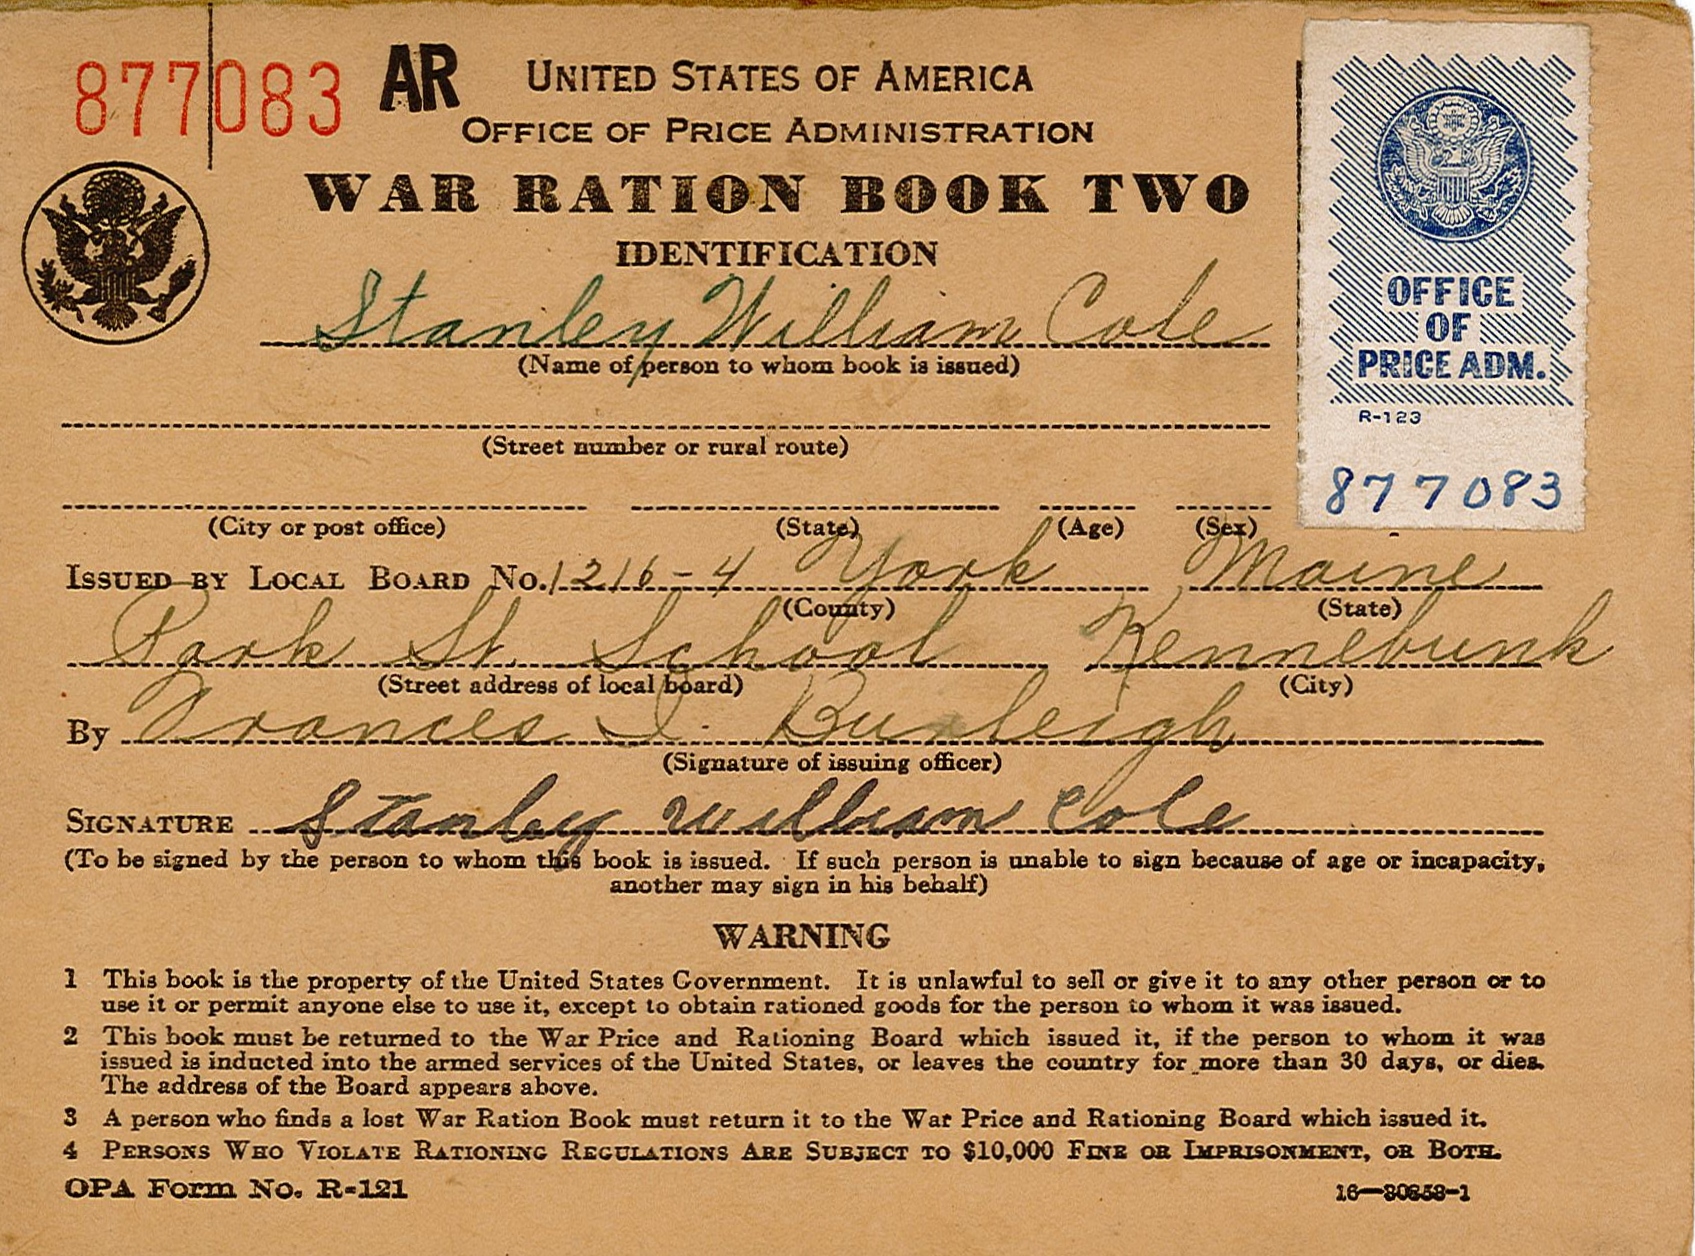 877083 AR UNITED STATES OF AMERICA
OFFICE OF PRICE ADMINISTRATION
WAR RATION BOOK TWO
IDENTIFICATION
OFFICE
OF
PRICE ADM.
R-123
877083
Stanley William Cole
(Name of person to whom book is issued)
(Street number or rural route)
(City or post office) (State) (Age) (Sex)
ISSUED BY LOCAL BOARD NO. 1216-4 York Maine
(County) (State)
Park St. School Kennebunk
(Street address of local board) (City)
By Frances I. Burleigh
(Signature of issuing officer)
SIGNATURE Stanley William Cole
(To be signed by the person to whom this book is issued. If such person is unable to sign because of age or incapacity,
another may sign in his behalf)
WARNING
1 This book is the property of the United States Government. It is unlawful to sell or give it to any other person or to
use it or permit anyone else to use it, except to obtain rationed goods for the person to whom it was issued.
2 This book must be returned to the War Price and Rationing Board which issued it, if the person to whom it was
issued is inducted into the armed services of the United States, or leaves the country for more than 30 days, or dies.
The address of the Board appears above.
3 A person who finds a lost War Ration Book must return it to the War Price and Rationing Board which issued it.
4 PERSONS WHO VIOLATE RATIONING REGULATIONS ARE SUBJECT TO $10,000 FINE OR IMPRISONMENT, OR BOTH.
OPA Form No. R-121 16—30853-1